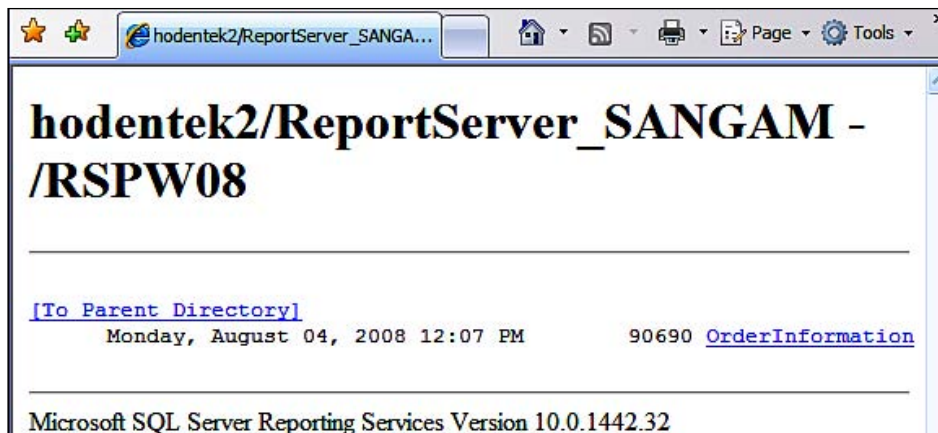 hodentek2/ReportServer_SANGA...
Page
Tools
hodentek2/ReportServer_SANGAM -
/RSPW08
[To Parent Directory]
Monday, August 04, 2008 12:07 PM 90690 OrderInformation
Microsoft SQL Server Reporting Services Version 10.0.1442.32